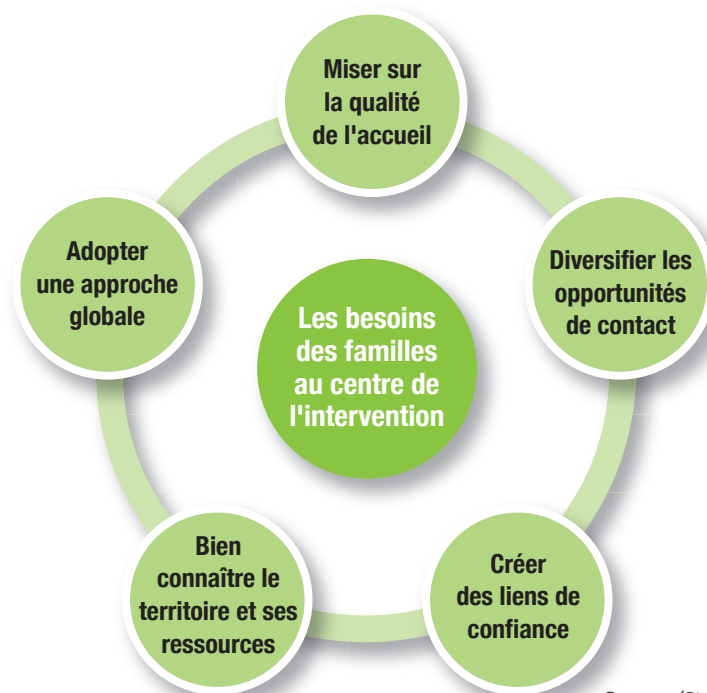 Miser sur
la qualité
de l'accueil
Diversifier les
opportunités
de contact
Créer
des liens de
confiance
Bien
connaître le
territoire et ses
ressources
Adopter
une approche
globale
Les besoins
des familles
au centre de
l'intervention